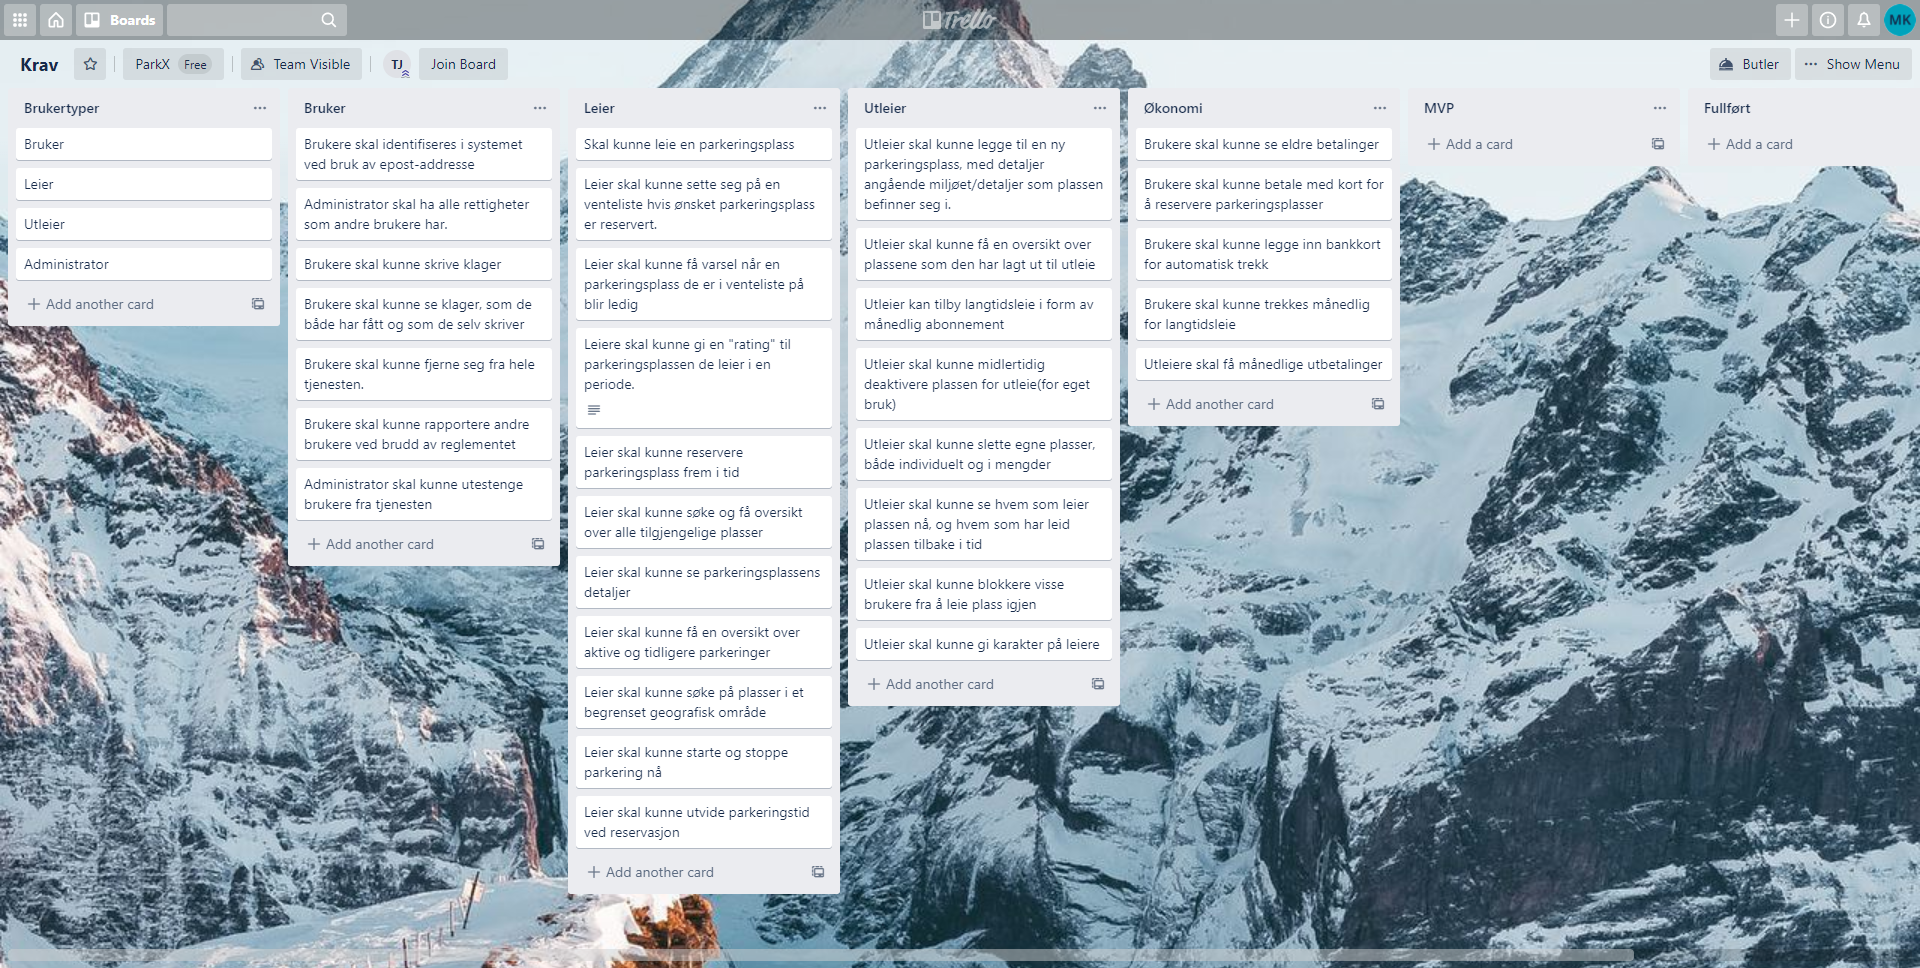 Boards
Trello
MK
Krav
ParkX Free
Team Visible
TJ
Join Board
Butler
Show Menu
Brukertyper
Bruker
Leier
Utleier
Administrator
Add another card
Bruker
Brukere skal identifiseres i systemet
ved bruk av epost-addresse
Administrator skal ha alle rettigheter
som andre brukere har.
Brukere skal kunne skrive klager
Brukere skal kunne se klager, som de
både har fått og som de selv skriver
Brukere skal kunne fjerne seg fra hele
tjenesten.
Brukere skal kunne rapportere andre
brukere ved brudd av reglementet
Administrator skal kunne utestenge
brukere fra tjenesten
Add another card
Leier
Skal kunne leie en parkeringsplass
Leier skal kunne sette seg på en
venteliste hvis ønsket parkeringsplass
er reservert.
Leier skal kunne få varsel når en
parkeringsplass de er i venteliste på
blir ledig
Leiere skal kunne gi en "rating" til
parkeringsplassen de leier i en
periode.
Leier skal kunne reservere
parkeringsplass frem i tid
Leier skal kunne søke og få oversikt
over alle tilgjengelige plasser
Leier skal kunne se parkeringsplassens
detaljer
Leier skal kunne få en oversikt over
aktive og tidligere parkeringer
Leier skal kunne søke på plasser i et
begrenset geografisk område
Leier skal kunne starte og stoppe
parkering nå
Leier skal kunne utvide parkeringstid
ved reservasjon
Add another card
Utleier
Utleier skal kunne legge til en ny
parkeringsplass, med detaljer
angående miljøet/detaljer som plassen
befinner seg i.
Utleier skal kunne få en oversikt over
plassene som den har lagt ut til utleie
Utleier kan tilby langtidsleie i form av
månedlig abonnement
Utleier skal kunne midlertidig
deaktivere plassen for utleie(for eget
bruk)
Utleier skal kunne slette egne plasser,
både individuelt og i mengder
Utleier skal kunne se hvem som leier
plassen nå, og hvem som har leid
plassen tilbake i tid
Utleier skal kunne blokkere visse
brukere fra å leie plass igjen
Utleier skal kunne gi karakter på leiere
Add another card
Økonomi
Brukere skal kunne se eldre betalinger
Brukere skal kunne betale med kort for
å reservere parkeringsplasser
Brukere skal kunne legge inn bankkort
for automatisk trekk
Brukere skal kunne trekkes månedlig
for langtidsleie
Utleiere skal få månedlige utbetalinger
Add another card
MVP
Add a card
Fullført
Add a card